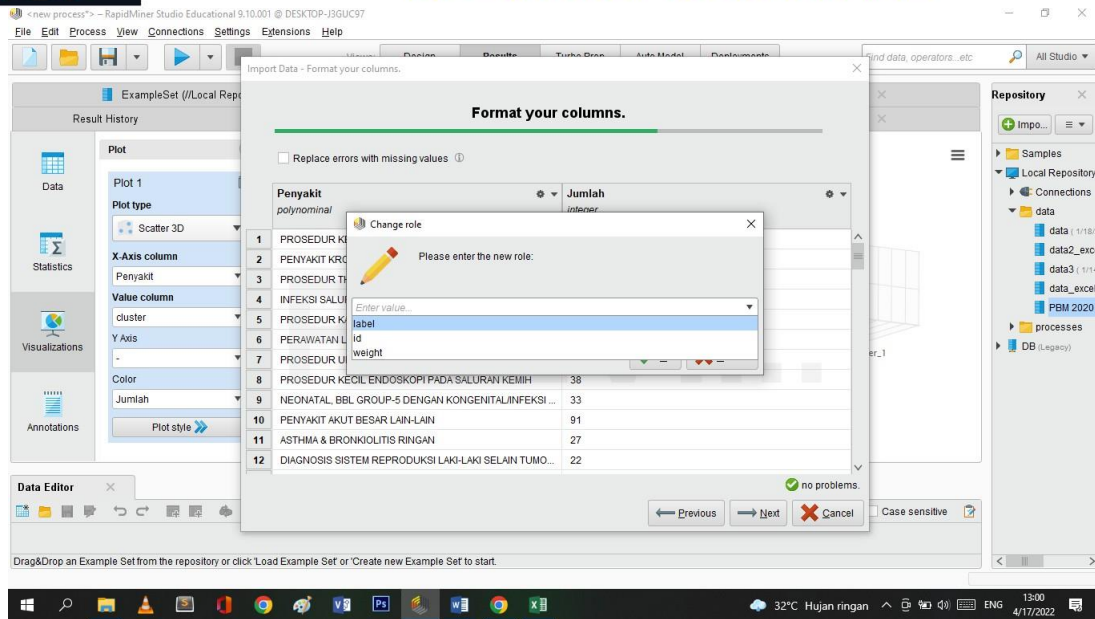 <new process*> – RapidMiner Studio Educational 9.10.001 @ DESKTOP-J3GUC97
File Edit Process View Connections Settings Extensions Help
Find data, operators...etc All Studio
Import Data - Format your columns.
ExampleSet (//Local Repo
Result History
Format your columns.
Repository
Impo...
Replace errors with missing values
Data
Statistics
Visualizations
Annotations
Plot
Plot 1
Plot type
Scatter 3D
X-Axis column
Penyakit
Value column
cluster
Y Axis
-
Color
Jumlah
Plot style
Penyakit Jumlah
polynominal integer
1 PROSEDUR KE
2 PENYAKIT KRO
3 PROSEDUR TH
4 INFEKSI SALU
5 PROSEDUR KA
6 PERAWATAN L
7 PROSEDUR U
8 PROSEDUR KECIL ENDOSKOPI PADA SALURAN KEMIH 38
9 NEONATAL, BBL GROUP-5 DENGAN KONGENITAL/INFEKSI ... 33
10 PENYAKIT AKUT BESAR LAIN-LAIN 91
11 ASTHMA & BRONKIOLITIS RINGAN 27
12 DIAGNOSIS SISTEM REPRODUKSI LAKI-LAKI SELAIN TUMO... 22
Change role
Please enter the new role:
Enter value...
label
id
weight
no problems.
Previous Next Cancel
er_1
Samples
Local Repository
Connections
data
data (1/18/
data2_exc
data3 (1/1
data_excel
PBM 2020
processes
DB (Legacy)
Data Editor
Case sensitive
Drag&Drop an Example Set from the repository or click 'Load Example Set' or 'Create new Example Set' to start.
32°C Hujan ringan ENG 13:00
4/17/2022